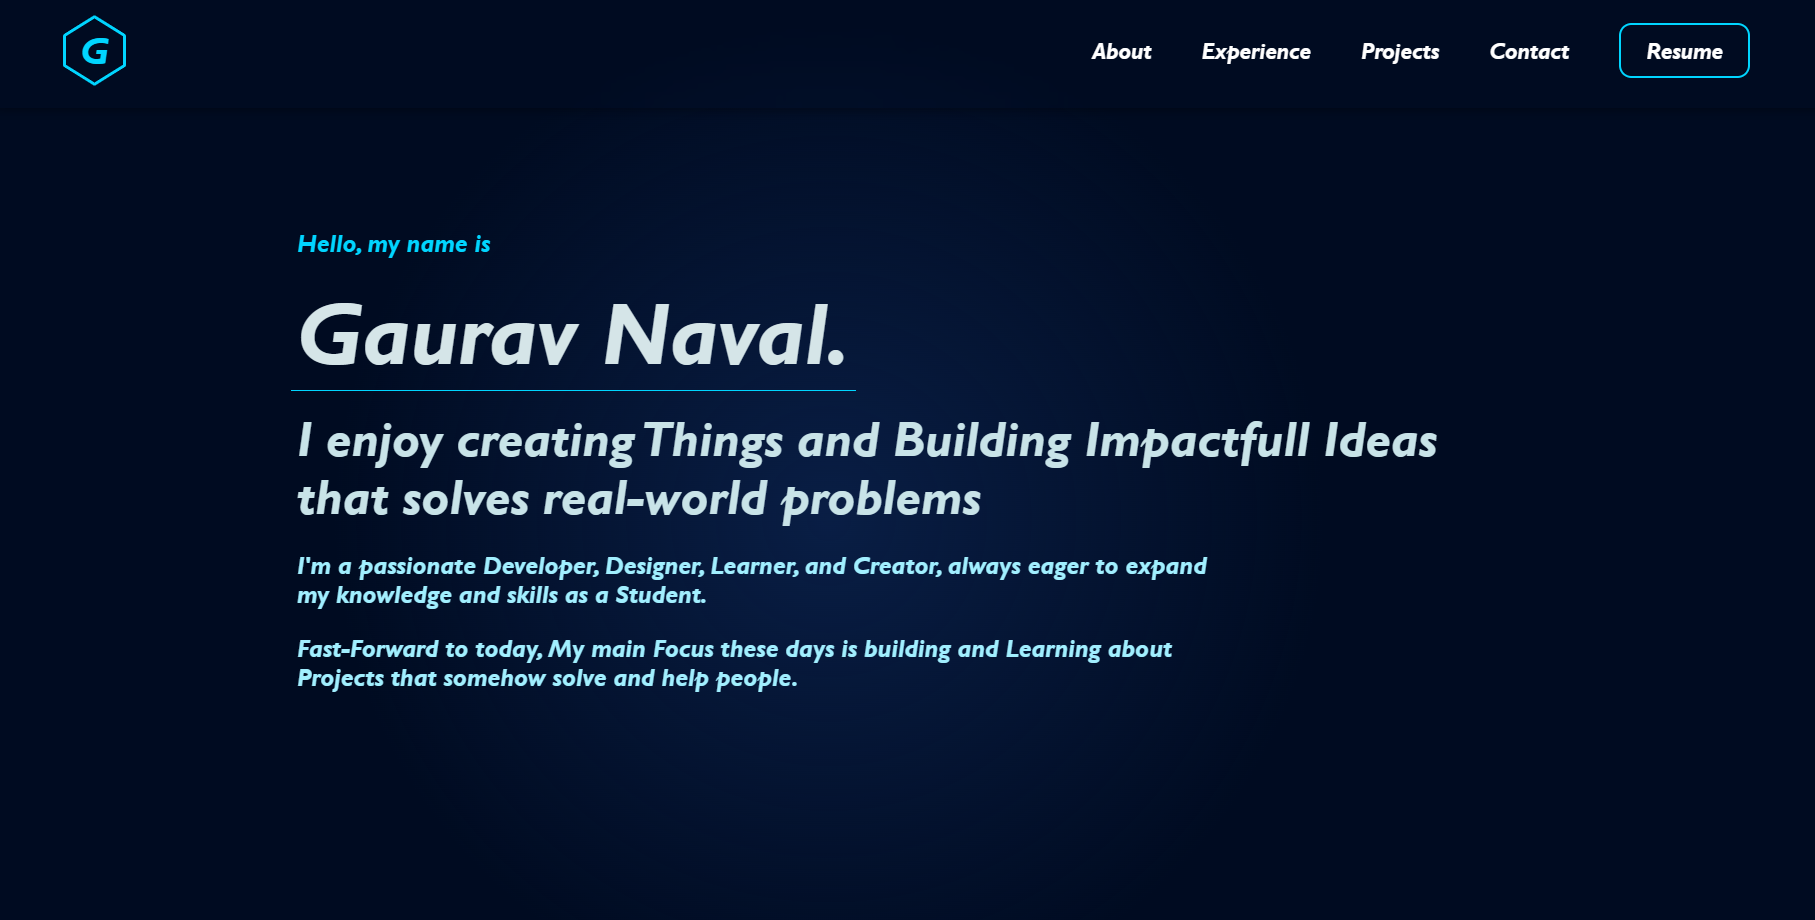 G
About Experience Projects Contact Resume
Hello, my name is
Gaurav Naval.
I enjoy creating Things and Building Impactfull Ideas
that solves real-world problems
I'm a passionate Developer, Designer, Learner, and Creator, always eager to expand
my knowledge and skills as a Student.
Fast-Forward to today, My main Focus these days is building and Learning about
Projects that somehow solve and help people.